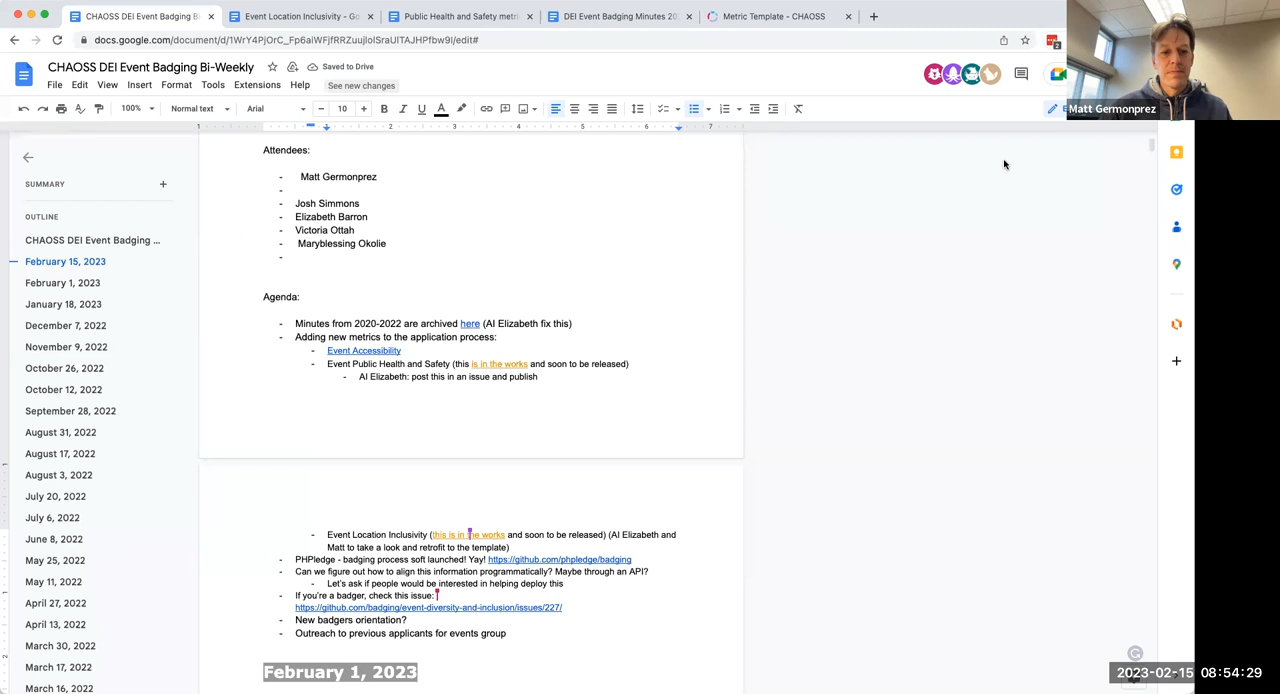 CHAOSS DEI Event Badging Bi
Event Location Inclusivity - Go
Public Health and Safety metri
DEI Event Badging Minutes 202
Metric Template - CHAOSS
docs.google.com/document/d/1WrY4PjOrC_Fp6aiWFjfRRZuujlolSraUlTAJHPfbw9I/edit#
CHAOSS DEI Event Badging Bi-Weekly
Saved to Drive
File Edit View Insert Format Tools Extensions Help
See new changes
100% Normal text Arial 10
Matt Germonprez
1 1 2 3 4 5 6 7
SUMMARY
OUTLINE
CHAOSS DEI Event Badging ...
February 15, 2023
February 1, 2023
January 18, 2023
December 7, 2022
November 9, 2022
October 26, 2022
October 12, 2022
September 28, 2022
August 31, 2022
August 17, 2022
August 3, 2022
July 20, 2022
July 6, 2022
June 8, 2022
May 25, 2022
May 11, 2022
April 27, 2022
April 13, 2022
March 30, 2022
March 17, 2022
March 16, 2022
Attendees:
- Matt Germonprez
-
- Josh Simmons
- Elizabeth Barron
- Victoria Ottah
- Maryblessing Okolie
-
Agenda:
- Minutes from 2020-2022 are archived here (AI Elizabeth fix this)
- Adding new metrics to the application process:
- Event Accessibility
- Event Public Health and Safety (this is in the works and soon to be released)
- AI Elizabeth: post this in an issue and publish
- Event Location Inclusivity (this is in the works and soon to be released) (AI Elizabeth and
Matt to take a look and retrofit to the template)
- PHPledge - badging process soft launched! Yay! https://github.com/phpledge/badging
- Can we figure out how to align this information programmatically? Maybe through an API?
- Let's ask if people would be interested in helping deploy this
- If you're a badger, check this issue:
https://github.com/badging/event-diversity-and-inclusion/issues/227/
- New badgers orientation?
- Outreach to previous applicants for events group
February 1, 2023
2023-02-15 08:54:29